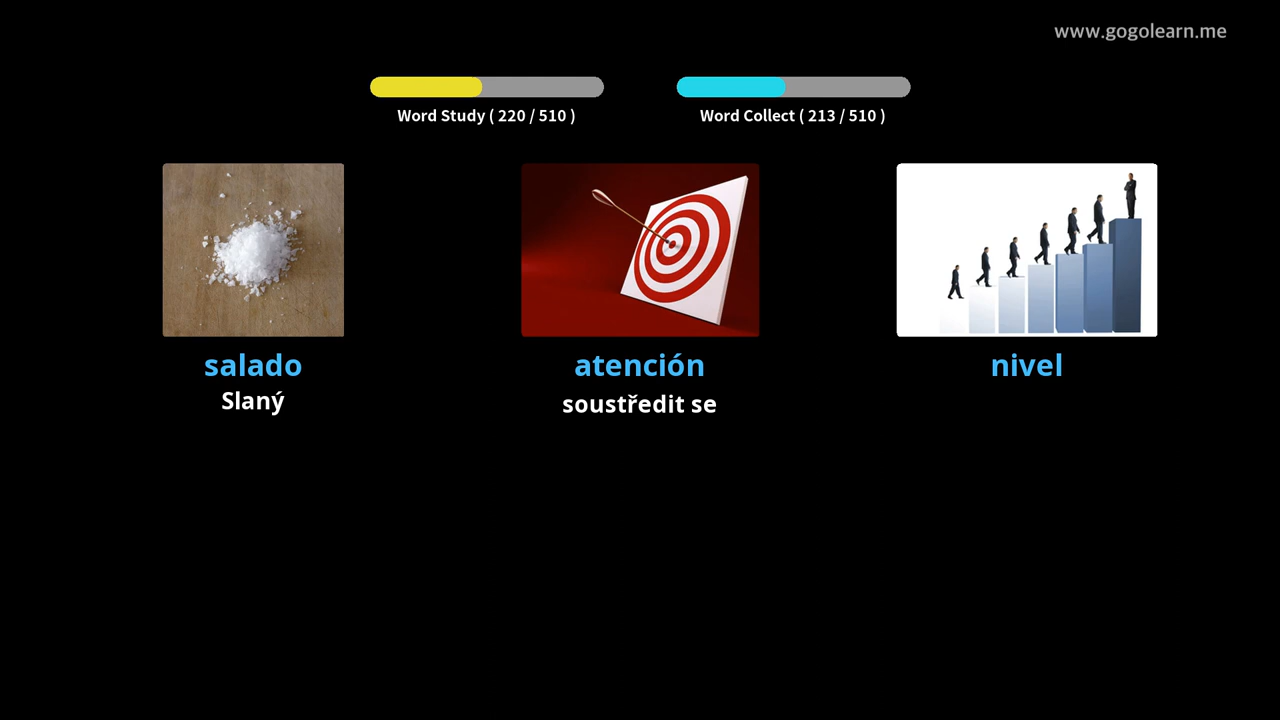 www.gogolearn.me
Word Study ( 220 / 510 )
Word Collect ( 213 / 510 )
salado
Slaný
atención
soustředit se
nivel